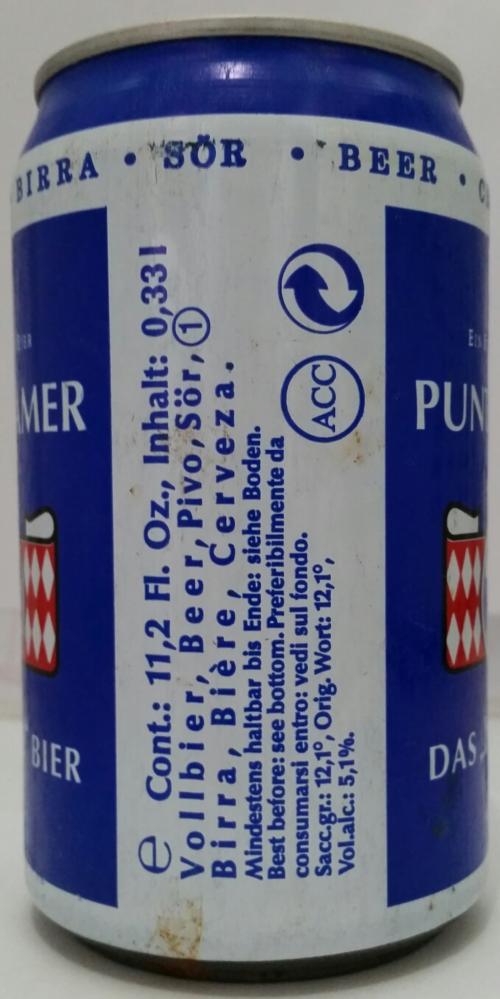 BIRRA • SÖR • BEER •
AMER
BIER
PUN
DAS
℮ Cont.: 11,2 Fl. Oz., Inhalt: 0,33 l
Vollbier, Beer, Pivo, Sör, ①
Birra, Bière, Cerveza.
Mindestens haltbar bis Ende: siehe Boden.
Best before: see bottom. Preferibilmente da
consumarsi entro: vedi sul fondo.
Sacc.gr.: 12,1°, Orig. Wort: 12,1°,
Vol.alc.: 5,1%.
ACC